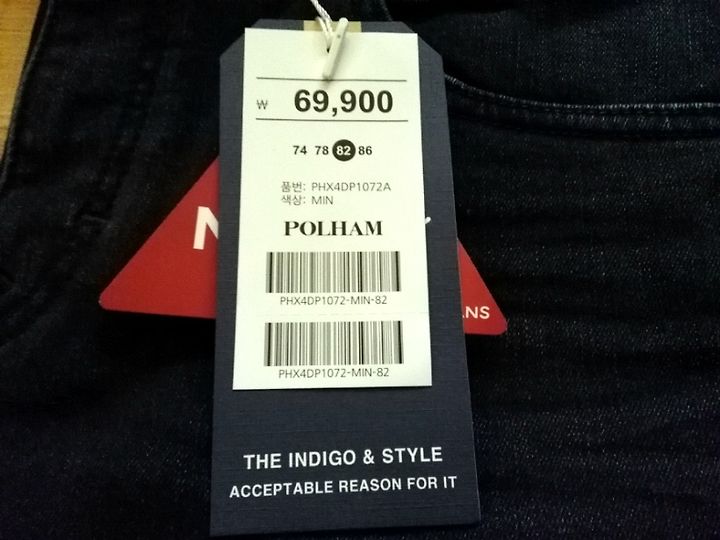 ₩ 69,900
74 78 82 86
품번: PHX4DP1072A
색상: MIN
POLHAM
PHX4DP1072-MIN-82
PHX4DP1072-MIN-82
THE INDIGO & STYLE
ACCEPTABLE REASON FOR IT